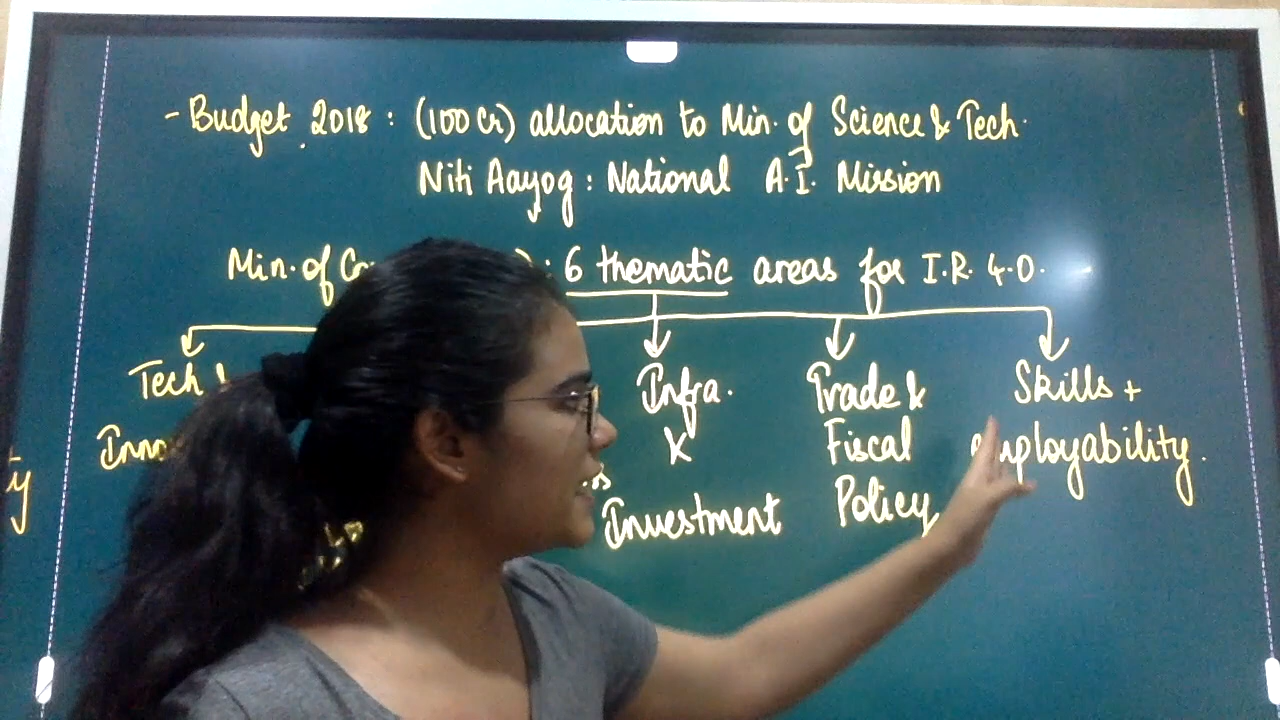 - Budget 2018 : (100 Cr) allocation to Min. of Science & Tech.
Niti Aayog : National A.I. Mission
Min. of : 6 thematic areas for I.R. 4.0.
Tech
Infra.
&
Investment
Trade &
Fiscal
Policy
Skills +
employability.